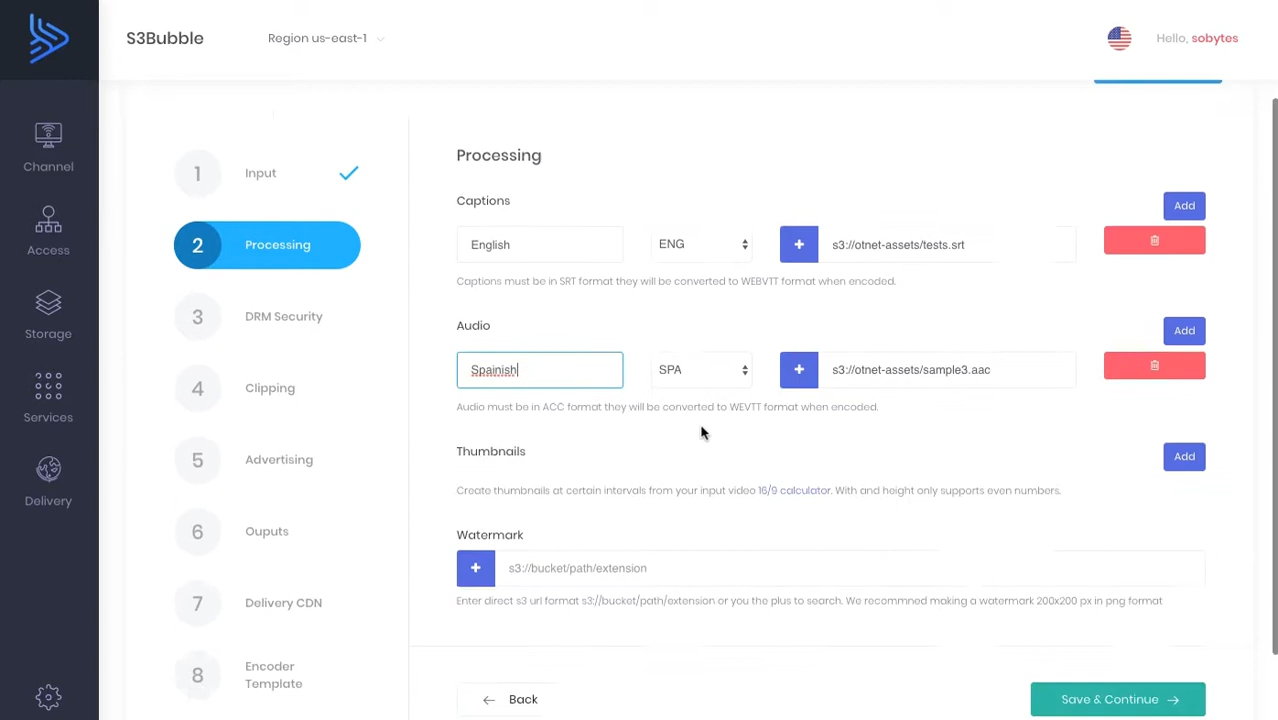 S3Bubble
Region us-east-1
Hello, sobytes
Channel
Access
Storage
Services
Delivery
1 Input
2 Processing
3 DRM Security
4 Clipping
5 Advertising
6 Ouputs
7 Delivery CDN
8 Encoder
Template
Processing
Captions
Add
English
ENG
s3://otnet-assets/tests.srt
Captions must be in SRT format they will be converted to WEBVTT format when encoded.
Audio
Add
Spainish
SPA
s3://otnet-assets/sample3.aac
Audio must be in ACC format they will be converted to WEVTT format when encoded.
Thumbnails
Add
Create thumbnails at certain intervals from your input video 16/9 calculator. With and height only supports even numbers.
Watermark
s3://bucket/path/extension
Enter direct s3 url format s3://bucket/path/extension or you the plus to search. We recommned making a watermark 200x200 px in png format
Back
Save & Continue